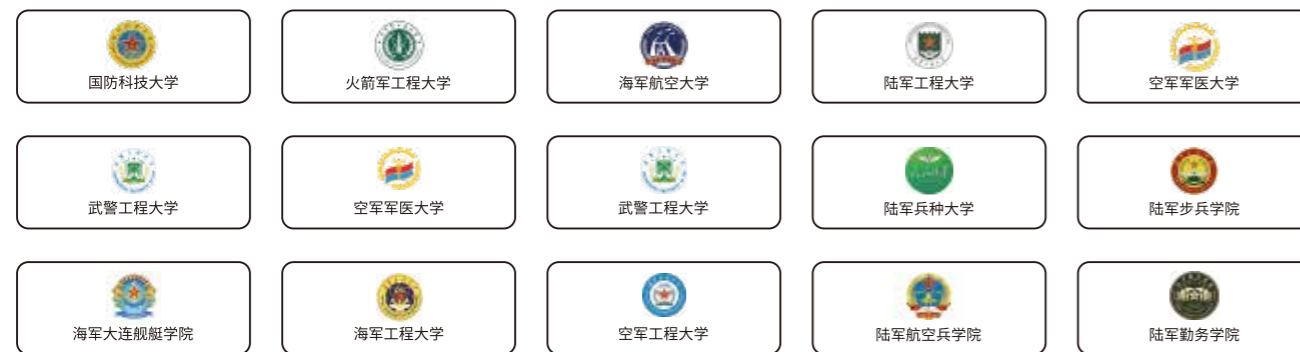 国防科技大学
火箭军工程大学
海军航空大学
陆军工程大学
空军军医大学
武警工程大学
空军军医大学
武警工程大学
陆军兵种大学
陆军步兵学院
海军大连舰艇学院
海军工程大学
空军工程大学
陆军航空兵学院
陆军勤务学院